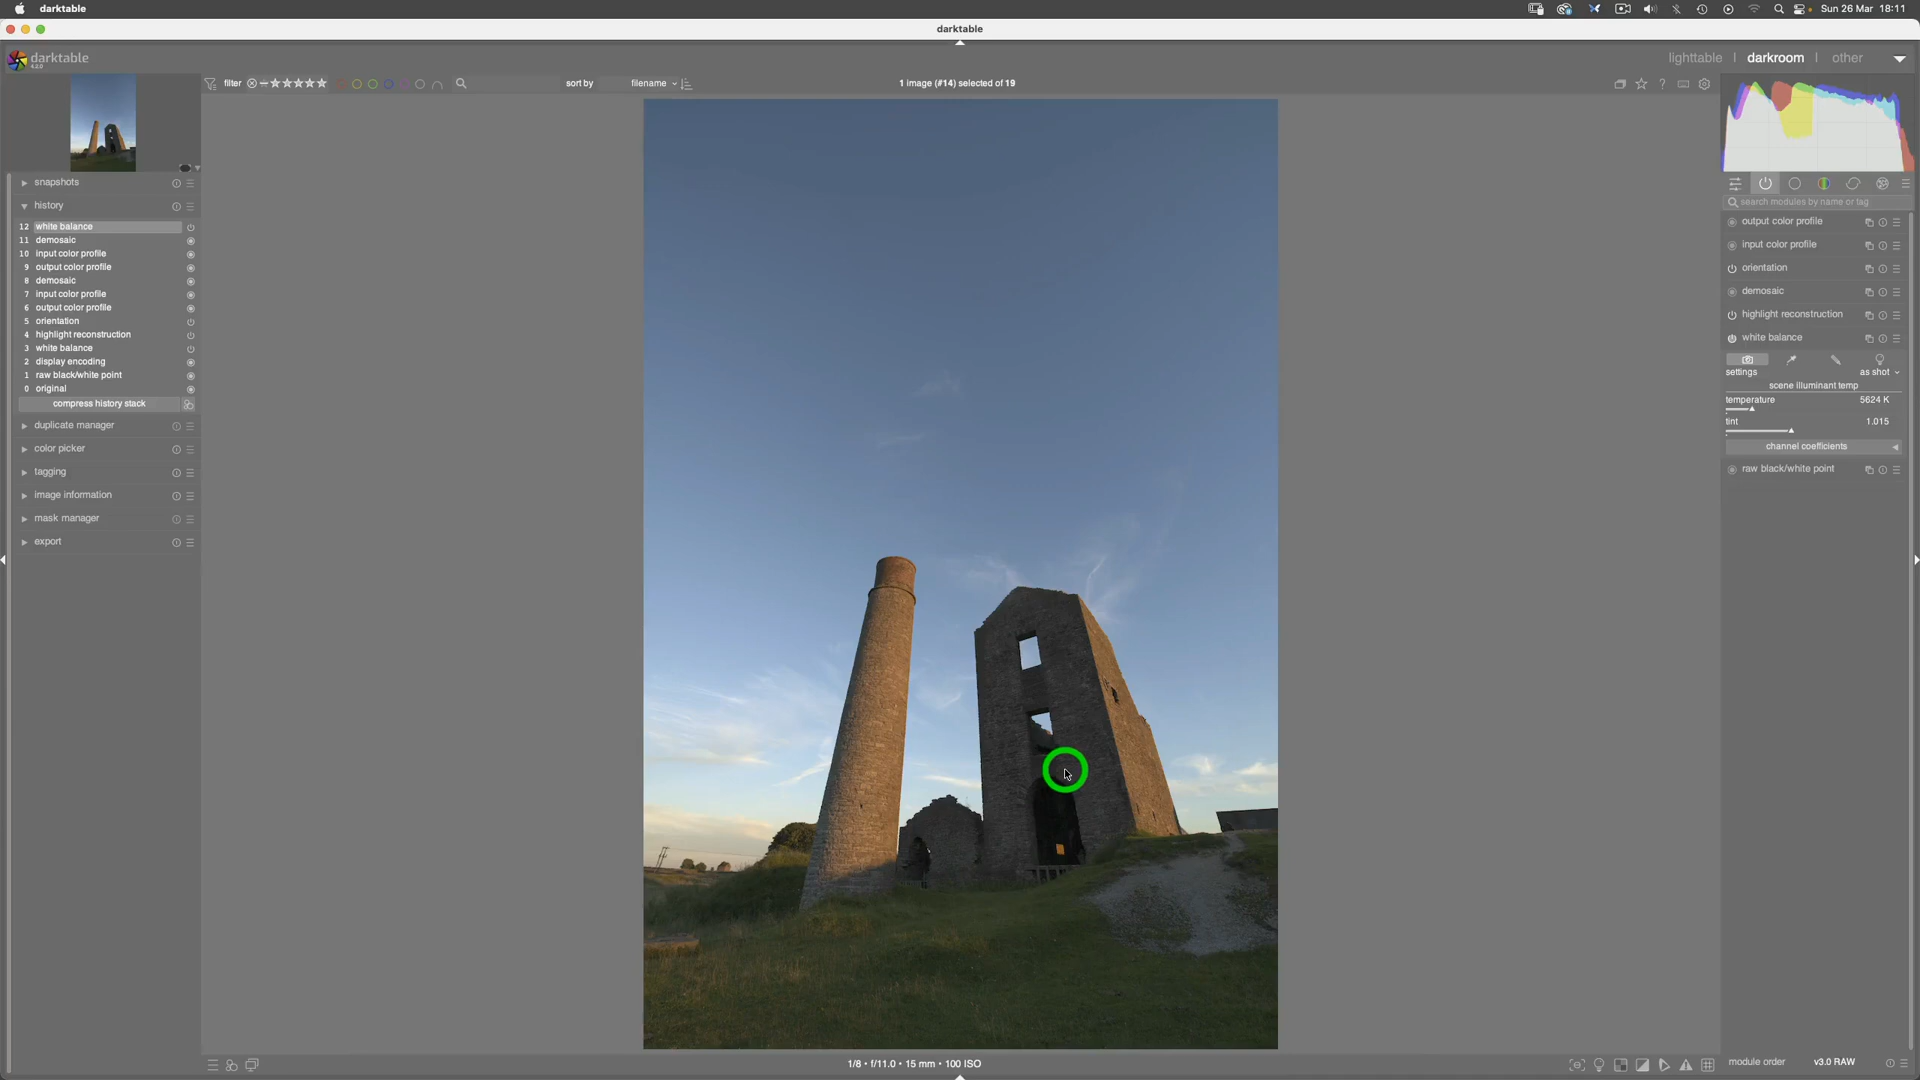 darktable
Sun 26 Mar 18:11
darktable
darktable
4.2.0
lighttable | darkroom | other
filter
sort by filename
1 image (#14) selected of 19
snapshots
history
12 white balance
11 demosaic
10 input color profile
9 output color profile
8 demosaic
7 input color profile
6 output color profile
5 orientation
4 highlight reconstruction
3 white balance
2 display encoding
1 raw black/white point
0 original
compress history stack
duplicate manager
color picker
tagging
image information
mask manager
export
search modules by name or tag
output color profile
input color profile
orientation
demosaic
highlight reconstruction
white balance
settings as shot
scene illuminant temp
temperature 5624 K
tint 1.015
channel coefficients
raw black/white point
1/8 • f/11.0 • 15 mm • 100 ISO
module order v3.0 RAW